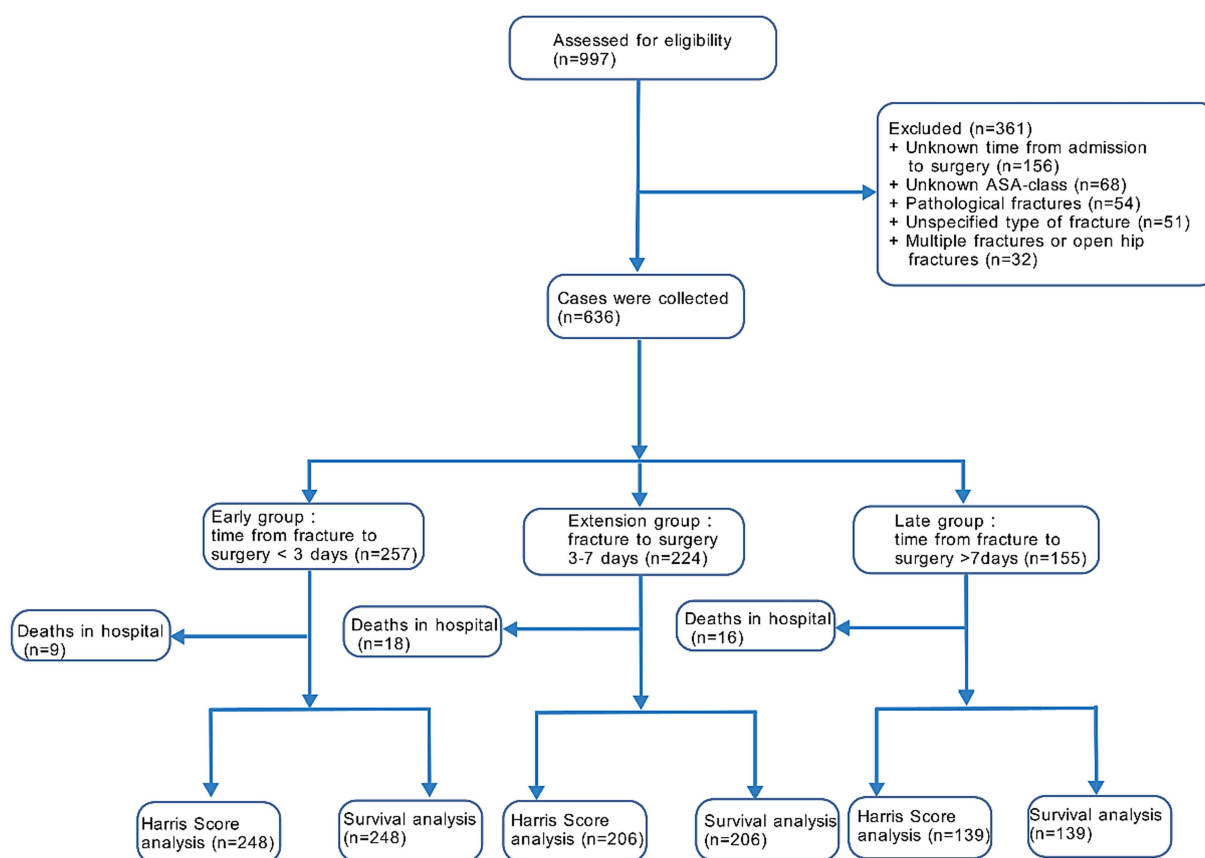 Assessed for eligibility
(n=997)
Excluded (n=361)
+ Unknown time from admission
to surgery (n=156)
+ Unknown ASA-class (n=68)
+ Pathological fractures (n=54)
+ Unspecified type of fracture (n=51)
+ Multiple fractures or open hip
fractures (n=32)
Cases were collected
(n=636)
Early group :
time from fracture to
surgery < 3 days (n=257)
Extension group :
fracture to surgery
3-7 days (n=224)
Late group :
time from fracture to
surgery >7days (n=155)
Deaths in hospital
(n=9)
Deaths in hospital
(n=18)
Deaths in hospital
(n=16)
Harris Score
analysis (n=248)
Survival analysis
(n=248)
Harris Score
analysis (n=206)
Survival analysis
(n=206)
Harris Score
analysis (n=139)
Survival analysis
(n=139)